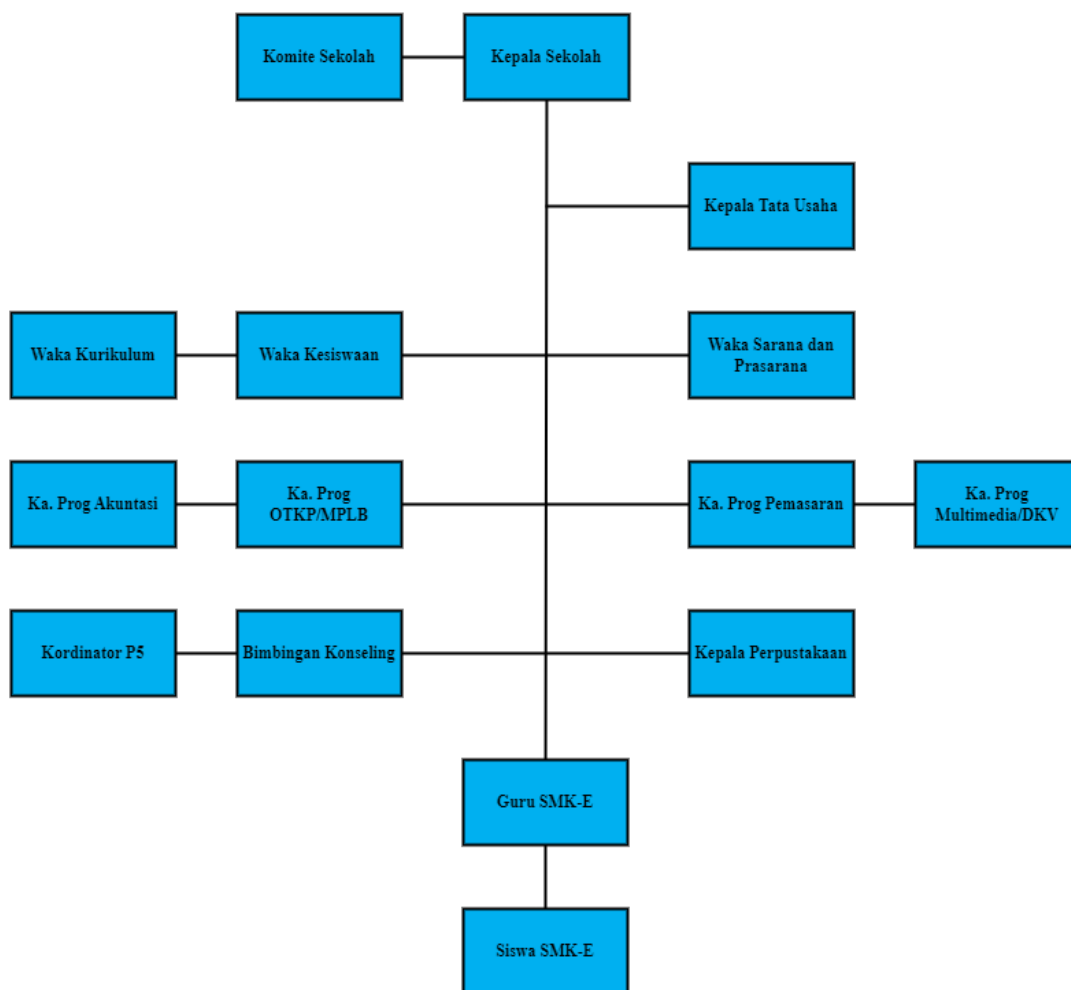 Komite Sekolah
Kepala Sekolah
Kepala Tata Usaha
Waka Kurikulum
Waka Kesiswaan
Waka Sarana dan
Prasarana
Ka. Prog Akuntasi
Ka. Prog
OTKP/MPLB
Ka. Prog Pemasaran
Ka. Prog
Multimedia/DKV
Kordinator P5
Bimbingan Konseling
Kepala Perpustakaan
Guru SMK-E
Siswa SMK-E